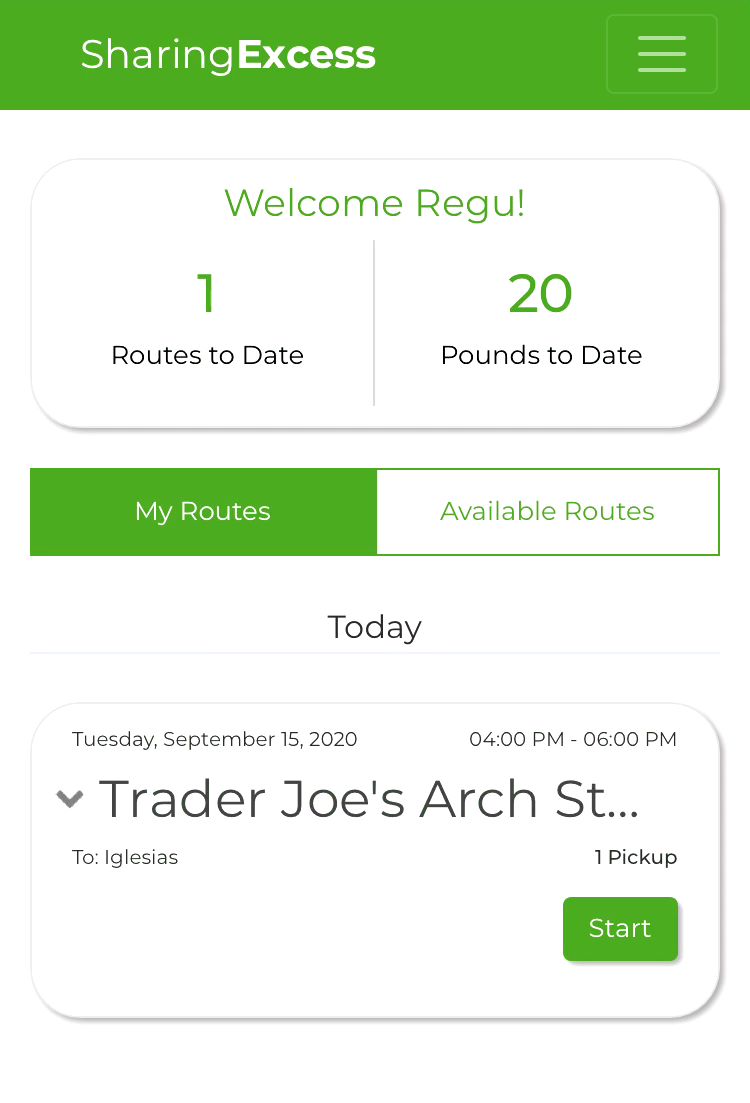 SharingExcess
Welcome Regu!
1
Routes to Date
20
Pounds to Date
My Routes
Available Routes
Today
Tuesday, September 15, 2020
04:00 PM - 06:00 PM
Trader Joe's Arch St...
To: Iglesias
1 Pickup
Start